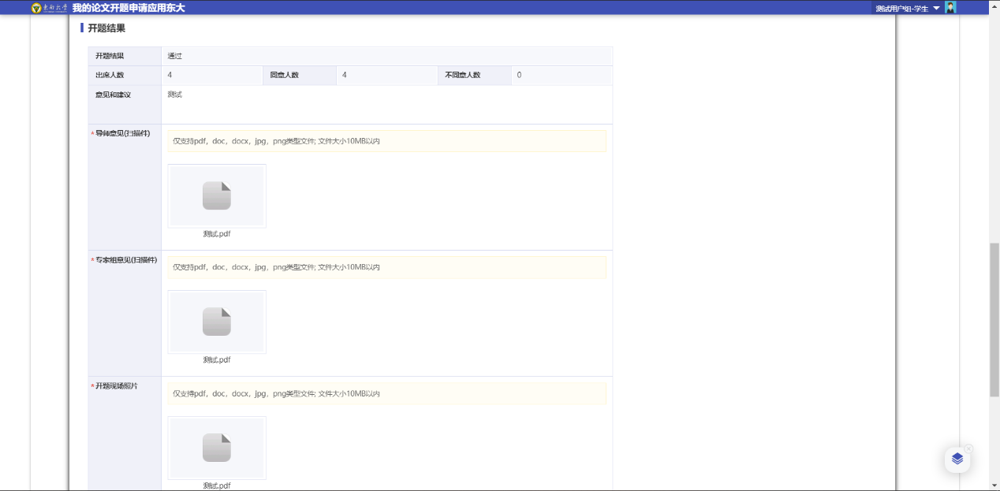 東南大學 我的论文开题申请应用东大
测试用户组-学生
开题结果
开题结果 通过
出席人数 4 同意人数 4 不同意人数 0
意见和建议 测试
*导师意见(扫描件) 仅支持pdf，doc，docx，jpg，png类型文件; 文件大小10MB以内
测试.pdf
*专家组意见(扫描件) 仅支持pdf，doc，docx，jpg，png类型文件; 文件大小10MB以内
测试.pdf
*开题现场照片 仅支持pdf，doc，docx，jpg，png类型文件; 文件大小10MB以内
测试.pdf